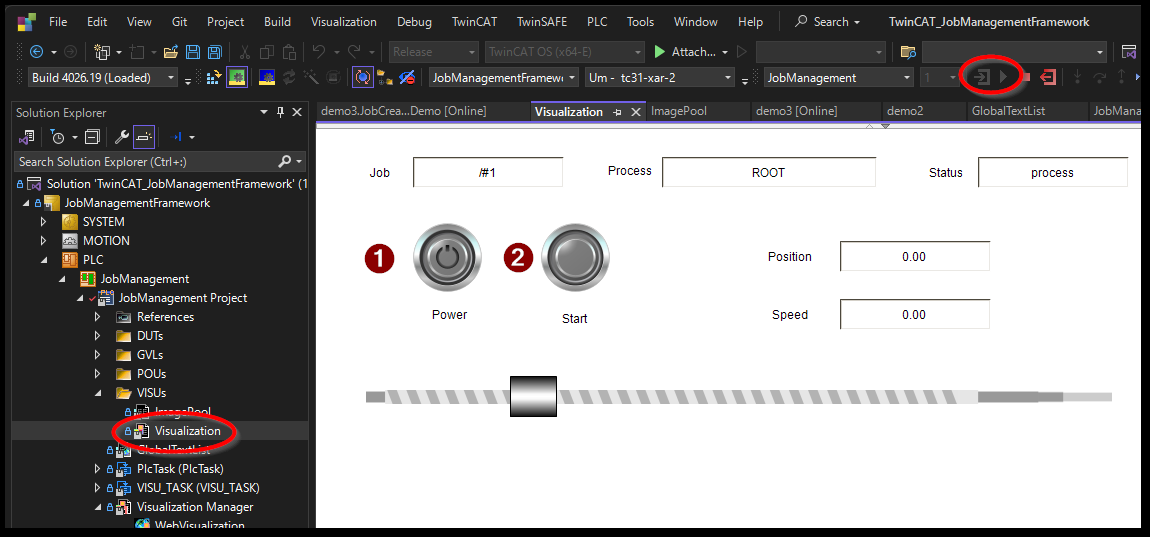 File Edit View Git Project Build Visualization Debug TwinCAT TwinSAFE PLC Tools Window Help Search TwinCAT_JobManagementFramework
Release TwinCAT OS (x64-E) Attach...
Build 4026.19 (Loaded) JobManagementFramewo Um - tc31-xar-2 JobManagement 1
Solution Explorer
demo3.JobCrea...Demo [Online] Visualization ImagePool demo3 [Online] demo2 GlobalTextList JobMana
Search Solution Explorer (Ctrl+;)
Solution 'TwinCAT_JobManagementFramework' (1
JobManagementFramework
SYSTEM
MOTION
PLC
JobManagement
JobManagement Project
References
DUTs
GVLs
POUs
VISUs
ImagePool
Visualization
GlobalTextList
PlcTask (PlcTask)
VISU_TASK (VISU_TASK)
Visualization Manager
WebVisualization
Job /#1 Process ROOT Status process
1 2
Position 0.00
Power Start
Speed 0.00